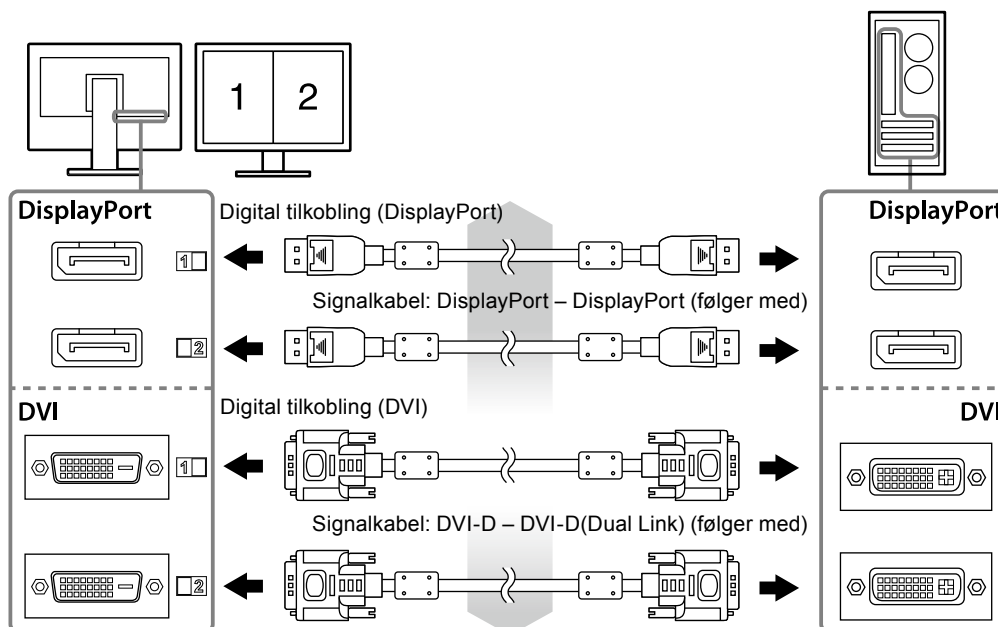 1 2
DisplayPort
Digital tilkobling (DisplayPort)
DisplayPort
1
Signalkabel: DisplayPort – DisplayPort (følger med)
2
DVI
Digital tilkobling (DVI)
DVI
1
Signalkabel: DVI-D – DVI-D(Dual Link) (følger med)
2